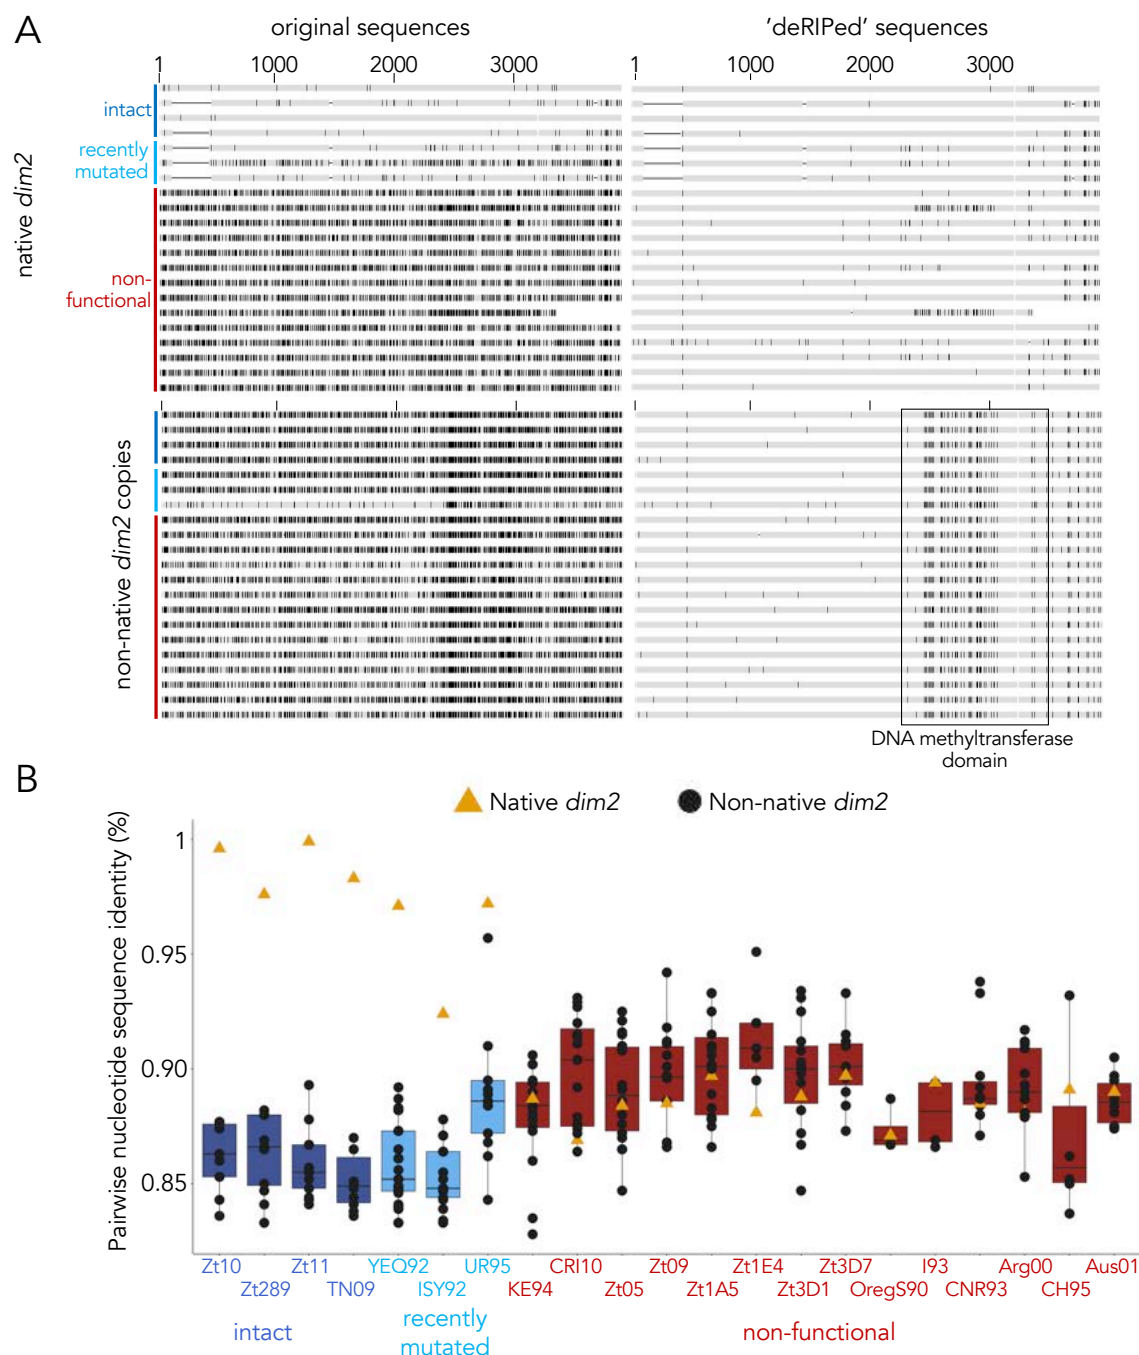 A
original sequences
'deRIPed' sequences
1 1000 2000 3000
1 1000 2000 3000
native dim2
intact
recently
mutated
non-
functional
non-native dim2 copies
DNA methyltransferase
domain
B
Native dim2
Non-native dim2
Pairwise nucleotide sequence identity (%)
1
0.95
0.90
0.85
Zt10 Zt11 YEQ92 UR95 CRI10 Zt09 Zt1E4 Zt3D7 I93 Arg00 Aus01
Zt289 TN09 ISY92 KE94 Zt05 Zt1A5 Zt3D1 OregS90 CNR93 CH95
intact
recently
mutated
non-functional